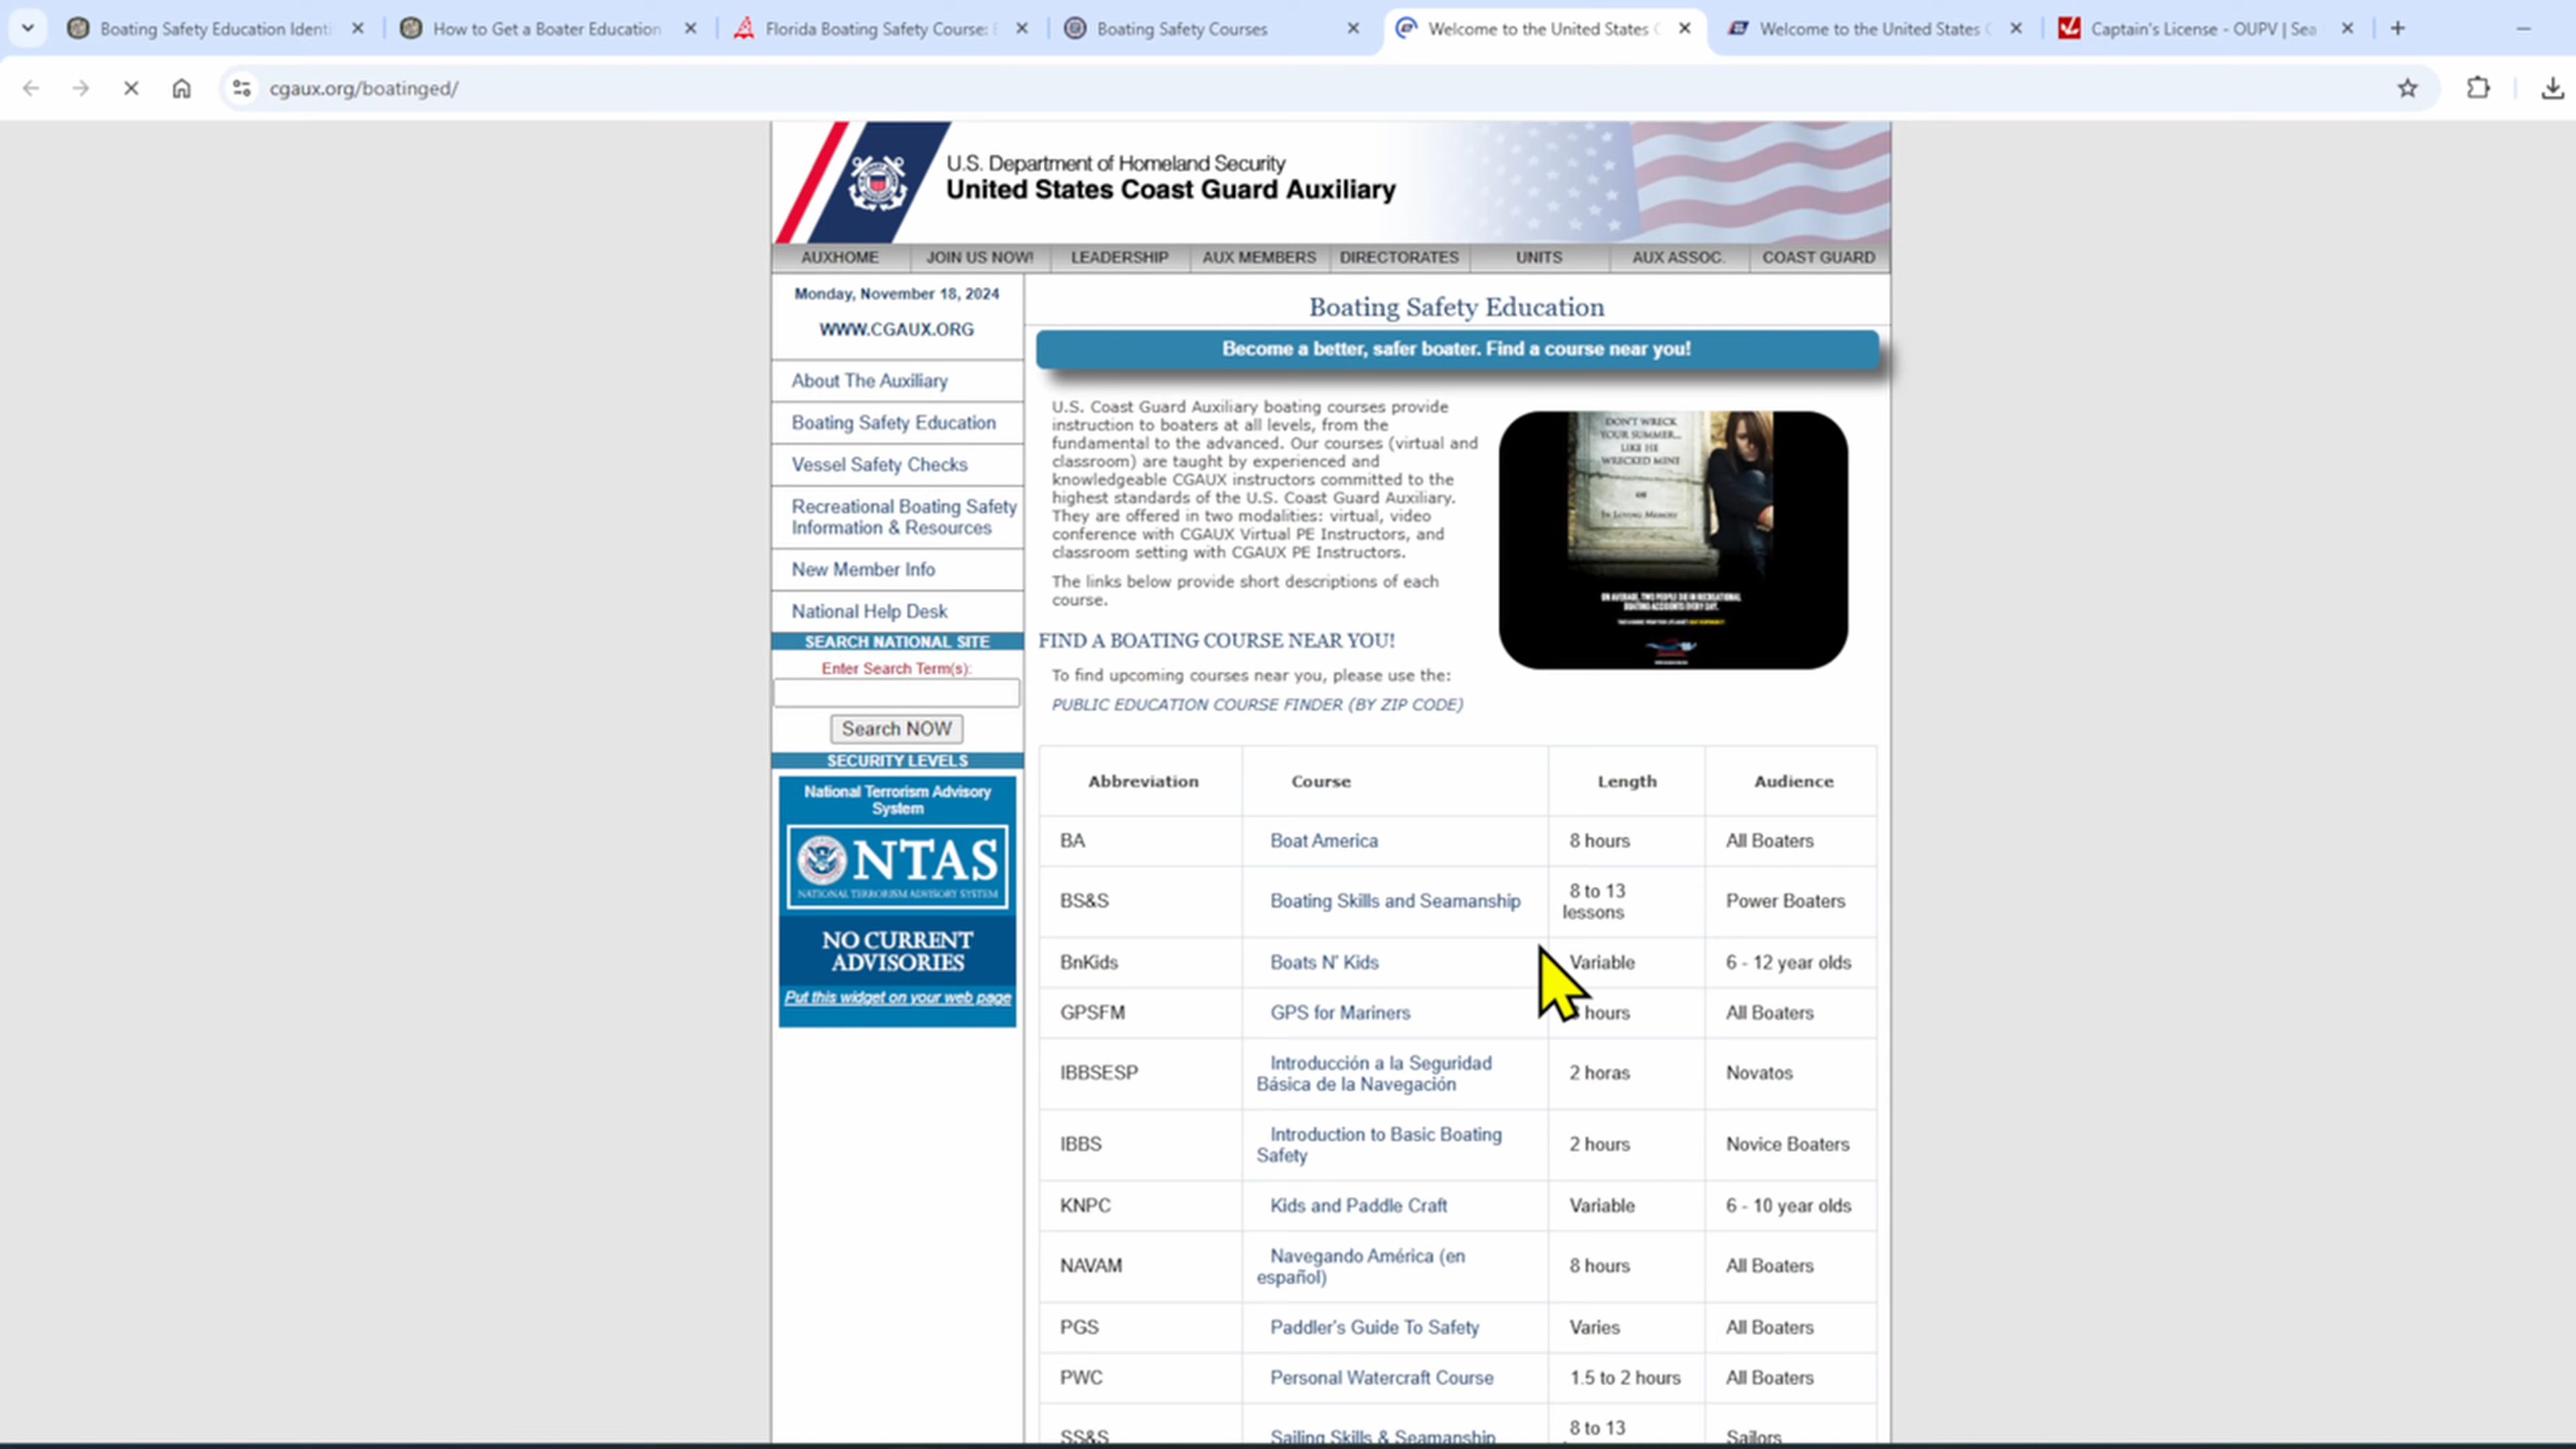 Boating Safety Education Identi
How to Get a Boater Education
Florida Boating Safety Course:
Boating Safety Courses
Welcome to the United States
Welcome to the United States
Captain's License - OUPV | Sea
cgaux.org/boatinged/
U.S. Department of Homeland Security
United States Coast Guard Auxiliary
AUXHOME JOIN US NOW! LEADERSHIP AUX MEMBERS DIRECTORATES UNITS AUX ASSOC. COAST GUARD
Monday, November 18, 2024
WWW.CGAUX.ORG
About The Auxiliary
Boating Safety Education
Vessel Safety Checks
Recreational Boating Safety
Information & Resources
New Member Info
National Help Desk
SEARCH NATIONAL SITE
Enter Search Term(s):
Search NOW
SECURITY LEVELS
National Terrorism Advisory
System
NTAS
NATIONAL TERRORISM ADVISORY SYSTEM
NO CURRENT
ADVISORIES
Put this widget on your web page
Boating Safety Education
Become a better, safer boater. Find a course near you!
U.S. Coast Guard Auxiliary boating courses provide
instruction to boaters at all levels, from the
fundamental to the advanced. Our courses (virtual and
classroom) are taught by experienced and
knowledgeable CGAUX instructors committed to the
highest standards of the U.S. Coast Guard Auxiliary.
They are offered in two modalities: virtual, video
conference with CGAUX Virtual PE Instructors, and
classroom setting with CGAUX PE Instructors.
The links below provide short descriptions of each
course.
DON'T WRECK
YOUR SUMMER...
LIKE HE
WRECKED MINE
IN LOVING MEMORY
ON AVERAGE, TWO PEOPLE DIE IN RECREATIONAL
BOATING ACCIDENTS EVERY DAY.
FIND A BOATING COURSE NEAR YOU!
To find upcoming courses near you, please use the:
PUBLIC EDUCATION COURSE FINDER (BY ZIP CODE)
Abbreviation Course Length Audience
BA Boat America 8 hours All Boaters
BS&S Boating Skills and Seamanship 8 to 13
lessons Power Boaters
BnKids Boats N' Kids Variable 6 - 12 year olds
GPSFM GPS for Mariners hours All Boaters
IBBSESP Introducción a la Seguridad
Básica de la Navegación 2 horas Novatos
IBBS Introduction to Basic Boating
Safety 2 hours Novice Boaters
KNPC Kids and Paddle Craft Variable 6 - 10 year olds
NAVAM Navegando América (en
español) 8 hours All Boaters
PGS Paddler's Guide To Safety Varies All Boaters
PWC Personal Watercraft Course 1.5 to 2 hours All Boaters
SS&S Sailing Skills & Seamanship 8 to 13 Sailors